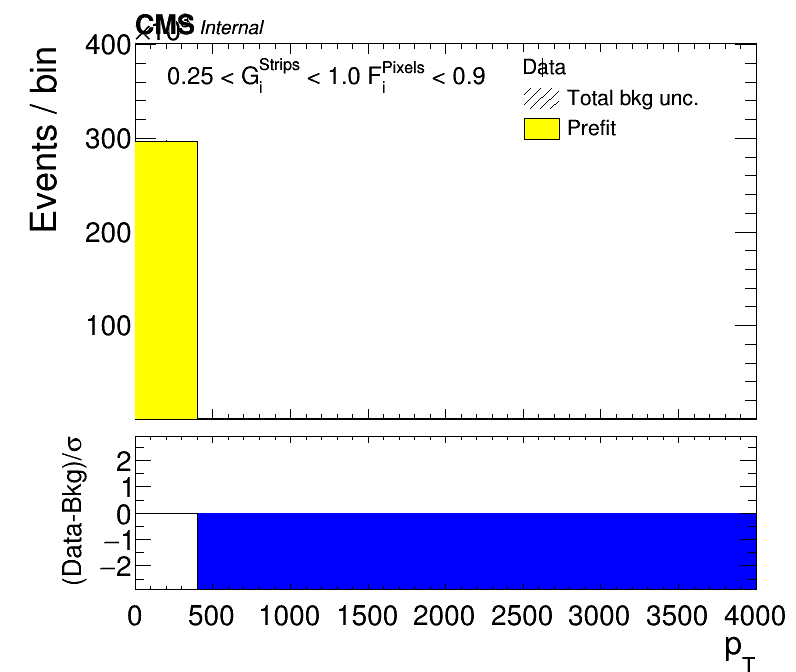 CMS Internal
×10³
400
0.25 < G_i^Strips < 1.0 F_i^Pixels < 0.9
Data
Total bkg unc.
Prefit
300
200
100
Events / bin
2
1
0
−1
−2
(Data-Bkg)/σ
0 500 1000 1500 2000 2500 3000 3500 4000
p_T